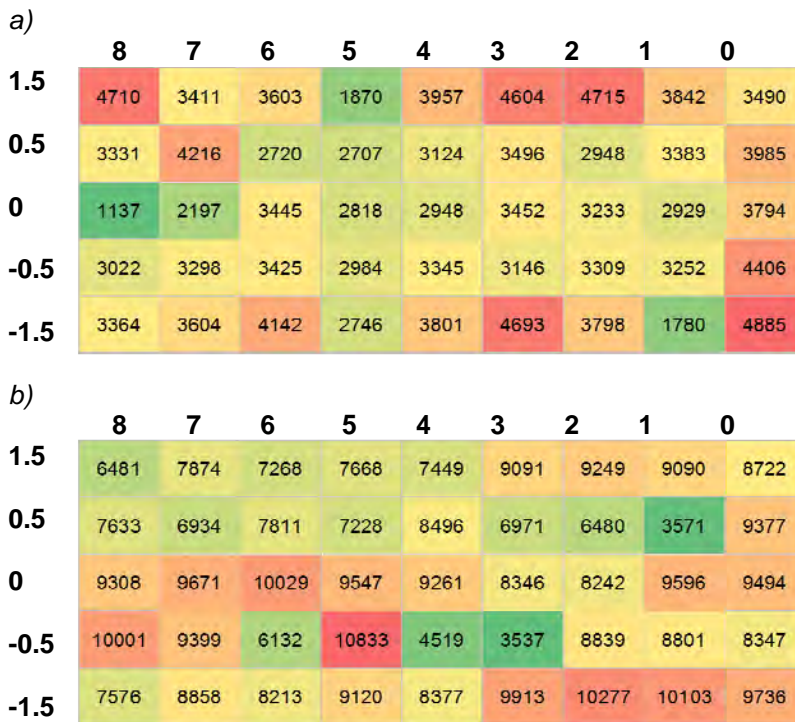 a)
8 7 6 5 4 3 2 1 0
1.5 4710 3411 3603 1870 3957 4604 4715 3842 3490
0.5 3331 4216 2720 2707 3124 3496 2948 3383 3985
0 1137 2197 3445 2818 2948 3452 3233 2929 3794
-0.5 3022 3298 3425 2984 3345 3146 3309 3252 4406
-1.5 3364 3604 4142 2746 3801 4693 3798 1780 4885
b)
8 7 6 5 4 3 2 1 0
1.5 6481 7874 7268 7668 7449 9091 9249 9090 8722
0.5 7633 6934 7811 7228 8496 6971 6480 3571 9377
0 9308 9671 10029 9547 9261 8346 8242 9596 9494
-0.5 10001 9399 6132 10833 4519 3537 8839 8801 8347
-1.5 7576 8858 8213 9120 8377 9913 10277 10103 9736